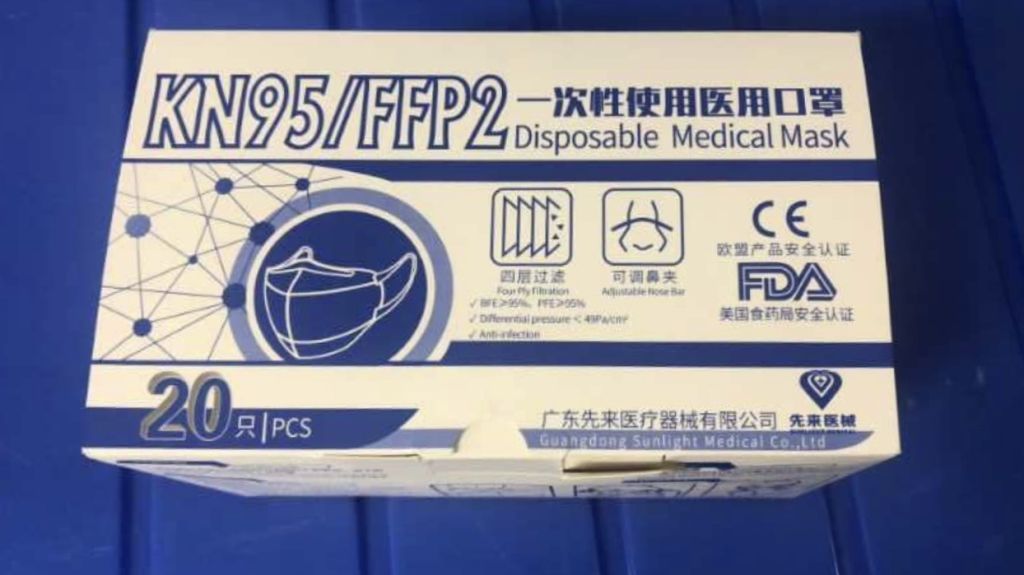 KN95/FFP2 一次性使用医用口罩
Disposable Medical Mask
四层过滤
Four Ply Filtration
✓ BFE≥95%、PFE≥95%
✓ Differential pressure < 49Pa/cm²
✓ Anti-infection
可调鼻夹
Adjustable Nose Bar
CE
欧盟产品安全认证
FDA
美国食药局安全认证
20只|PCS
广东先来医疗器械有限公司
Guangdong Sunlight Medical Co.,Ltd
先来医械